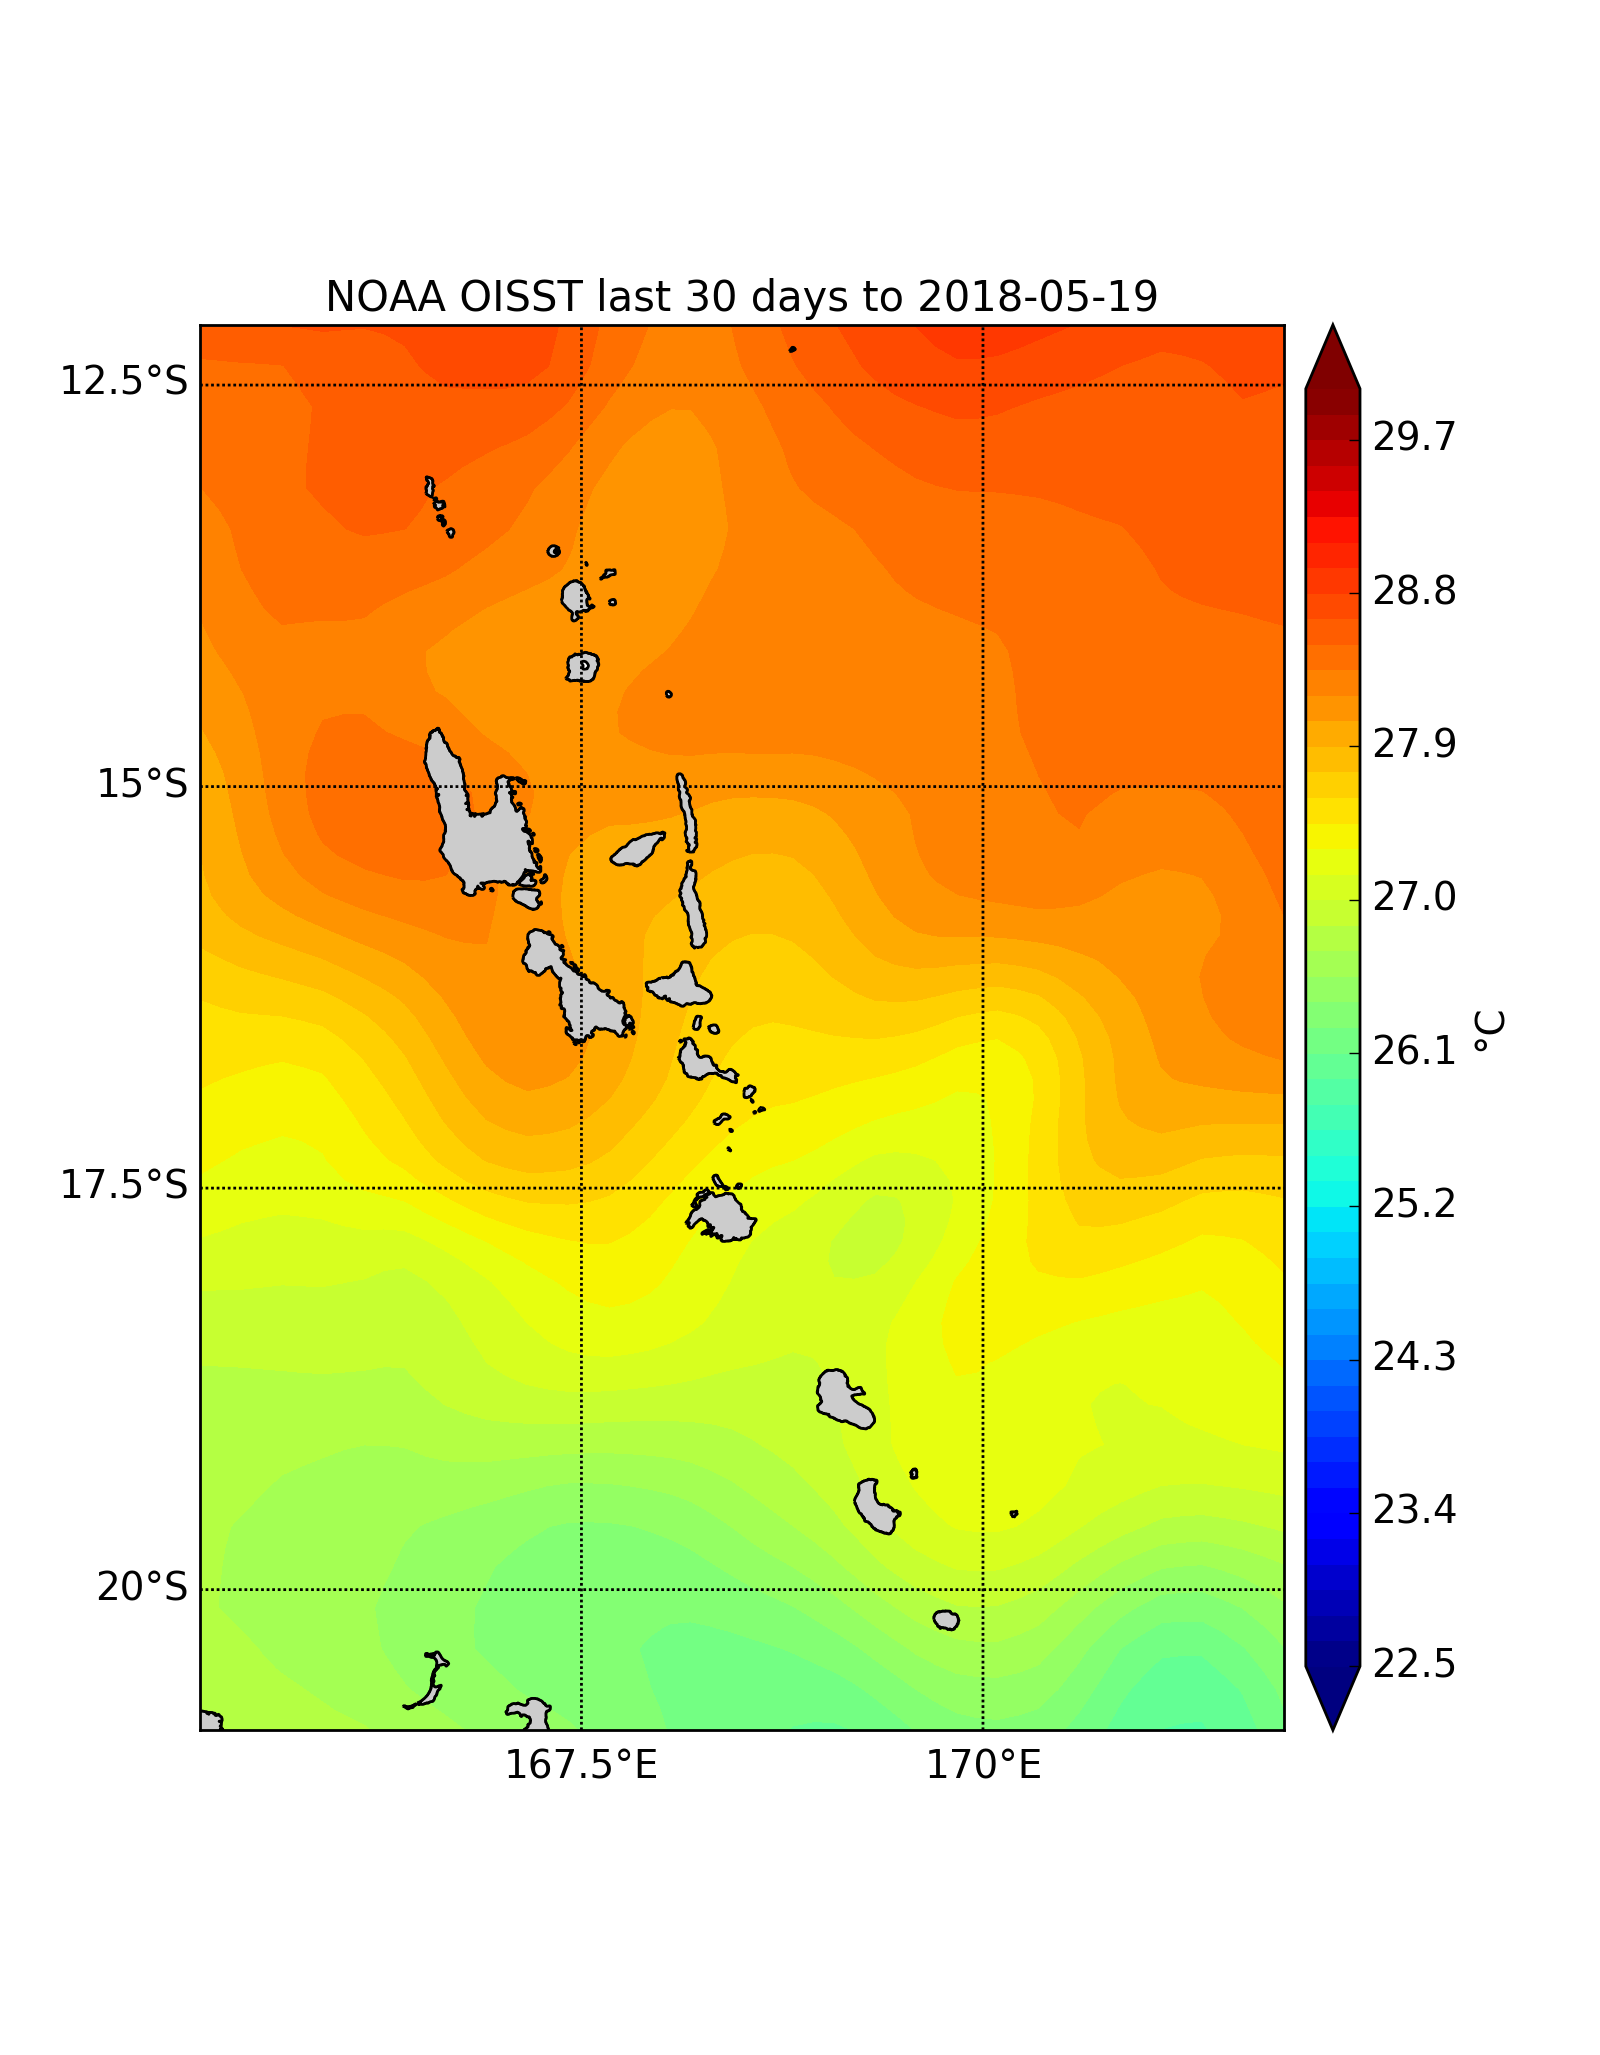 NOAA OISST last 30 days to 2018-05-19
12.5°S
15°S
17.5°S
20°S
167.5°E
170°E
29.7
28.8
27.9
27.0
26.1
25.2
24.3
23.4
22.5
°C